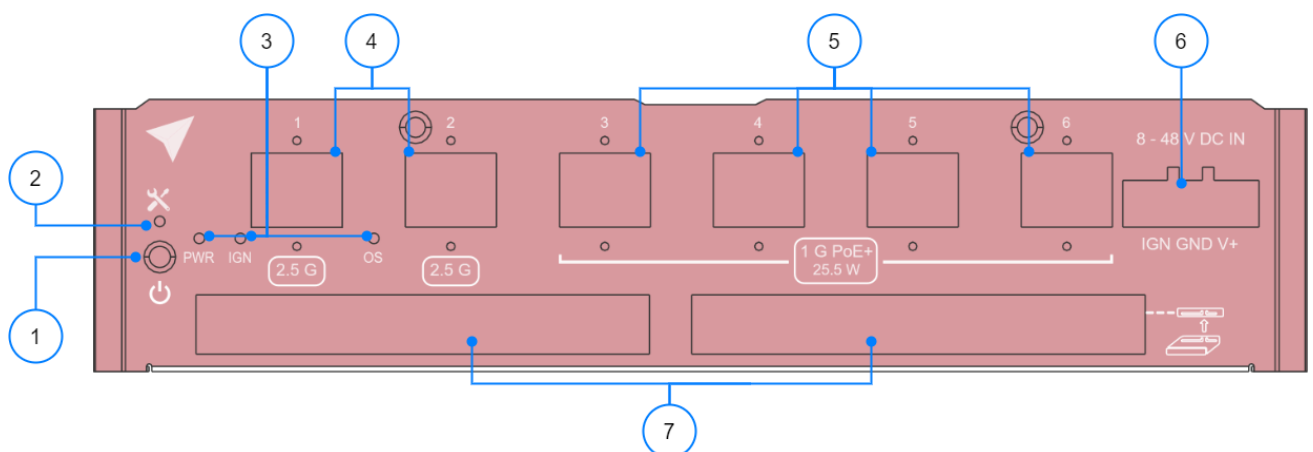 3
4
5
6
1
2
3
4
5
6
8 - 48 V DC IN
2
PWR
IGN
OS
2.5 G
2.5 G
1 G PoE+
25.5 W
IGN GND V+
1
7